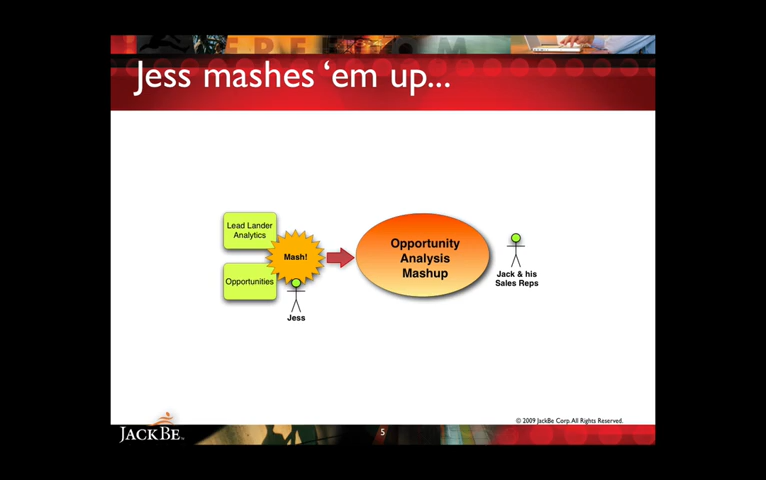 Jess mashes ‘em up...
Lead Lander
Analytics
Mash!
Opportunities
Opportunity
Analysis
Mashup
Jess
Jack & his
Sales Reps
© 2009 JackBe Corp. All Rights Reserved.
JACKBE
5